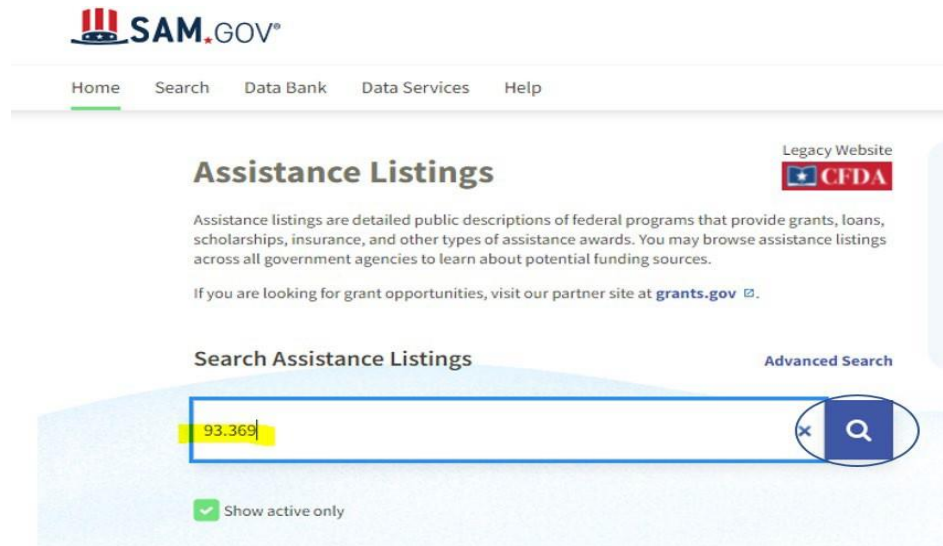 SAM.GOV®
Home Search Data Bank Data Services Help
Legacy Website
CFDA
Assistance Listings
Assistance listings are detailed public descriptions of federal programs that provide grants, loans,
scholarships, insurance, and other types of assistance awards. You may browse assistance listings
across all government agencies to learn about potential funding sources.
If you are looking for grant opportunities, visit our partner site at grants.gov.
Search Assistance Listings
Advanced Search
93.369
Show active only